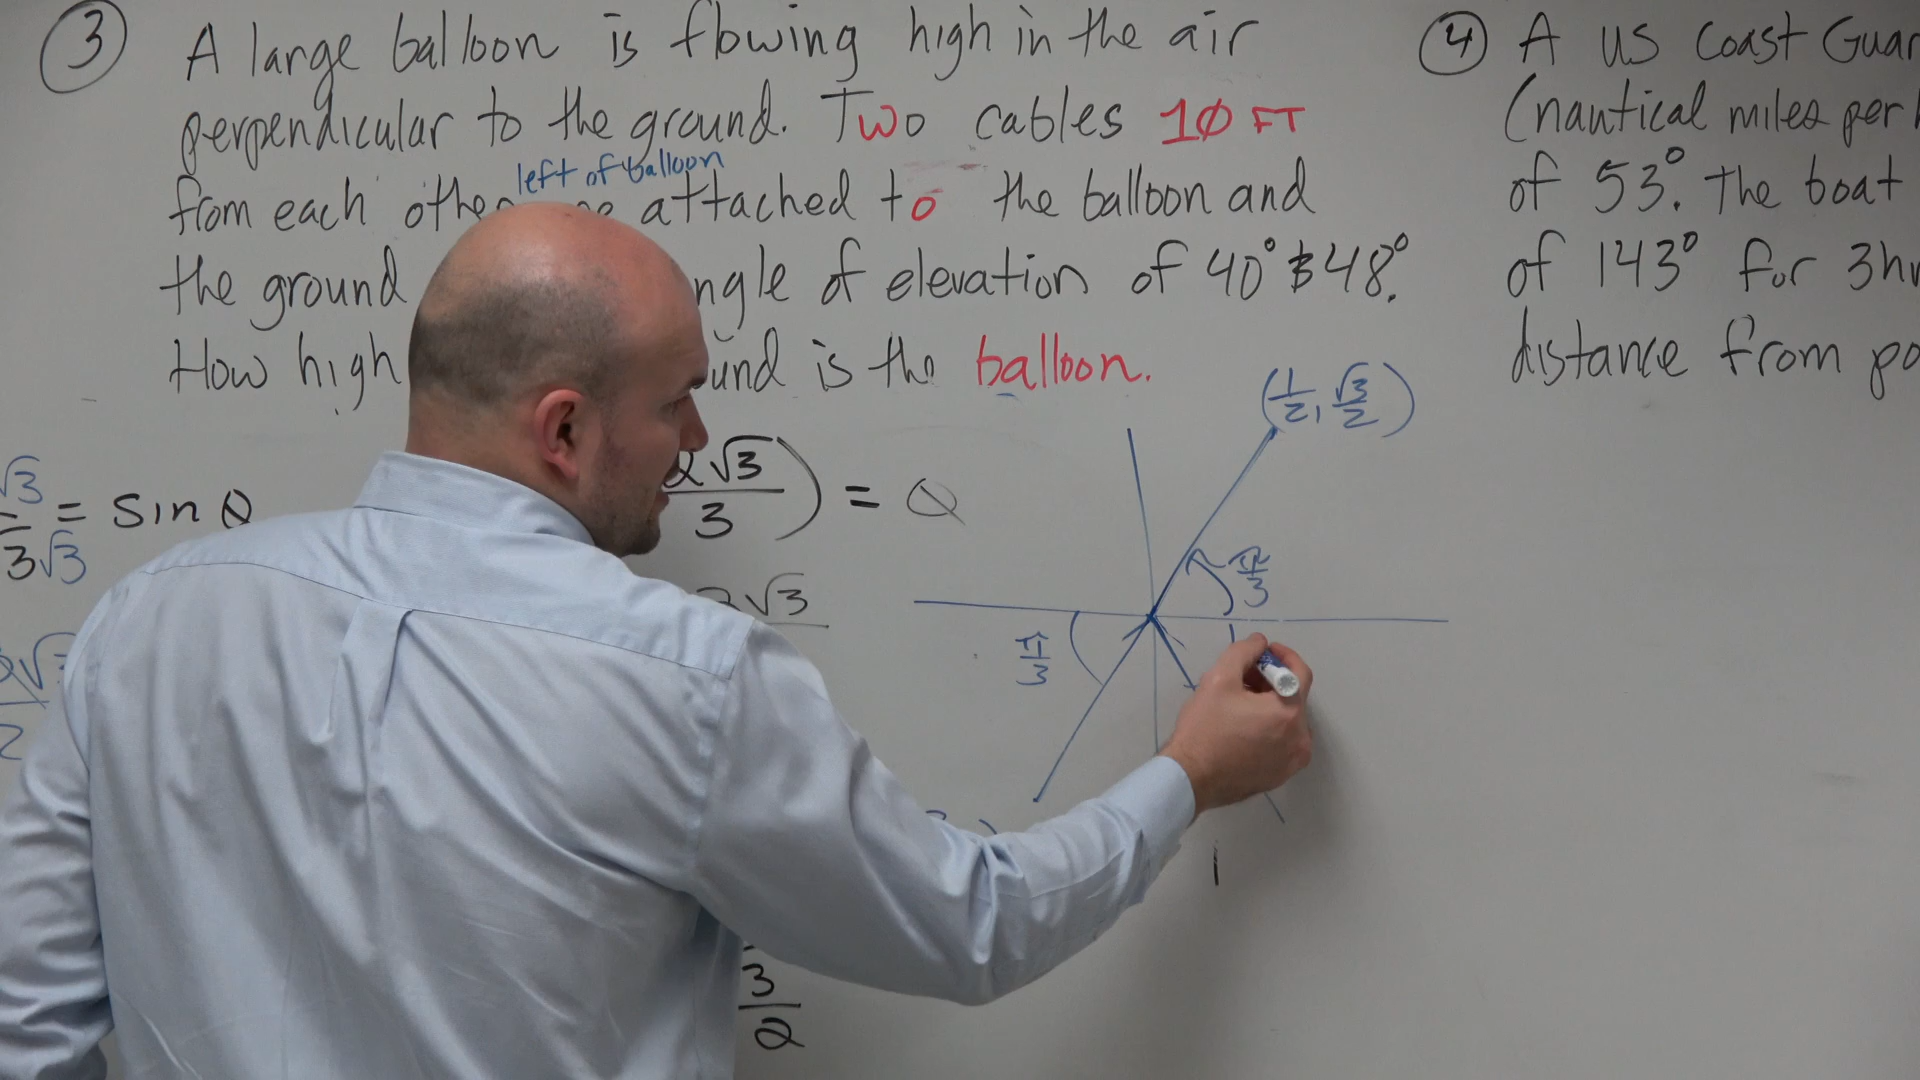 ③ A large balloon is flowing high in the air
perpendicular to the ground. Two cables 10 FT
left of balloon
from each other attached to the balloon and
the ground ngle of elevation of 40° & 48°.
How high und is the balloon.
④ A US Coast Guar
(nautical miles per h
of 53°. The boat
of 143° for 3hr
distance from po
√3
= sin θ
3√3
2√3
3
) = θ
2√3
3
2
(1/2, √3/2)
π/3
π/3